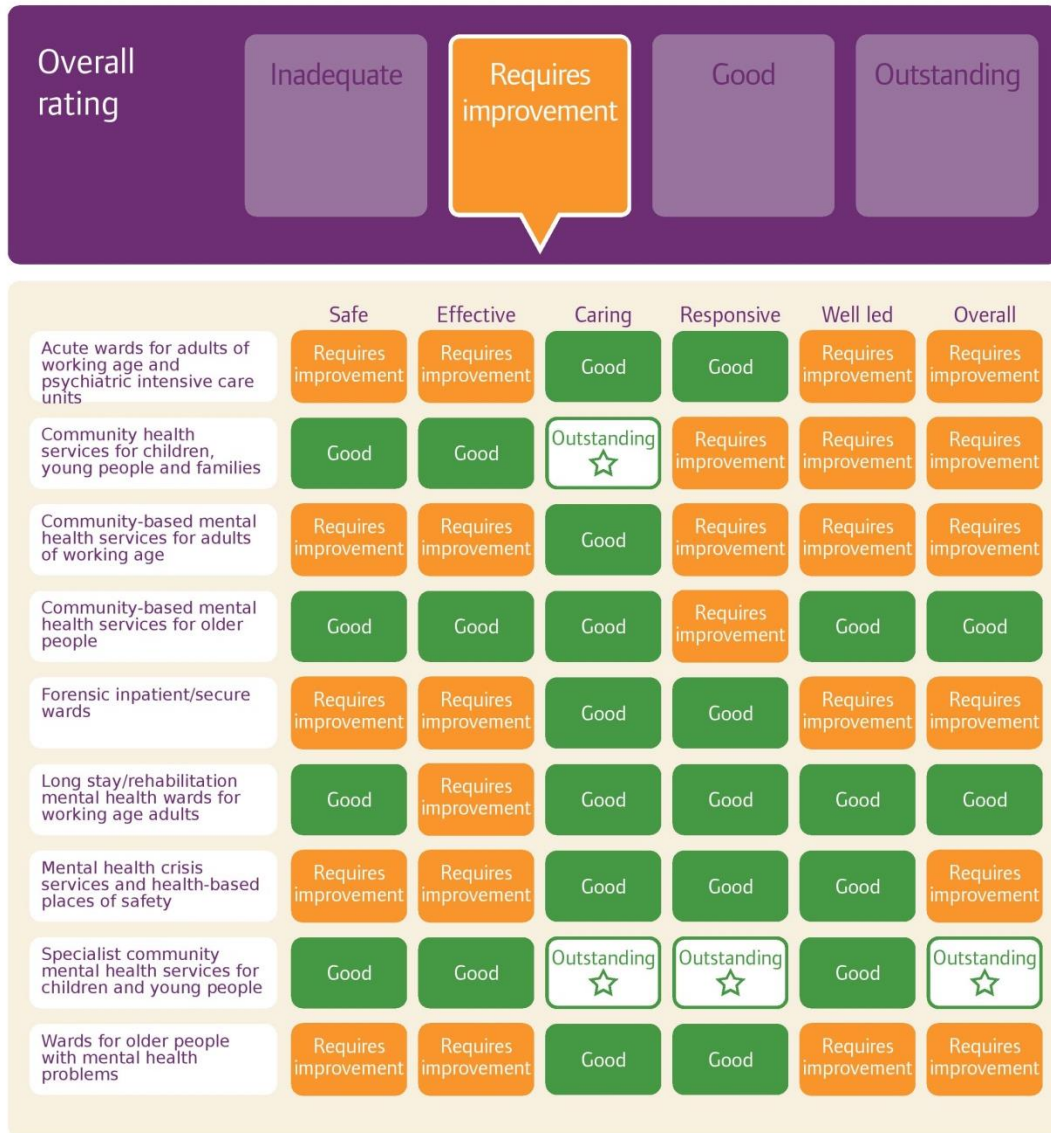 Overall
rating
Inadequate
Requires
improvement
Good
Outstanding
Safe Effective Caring Responsive Well led Overall
Acute wards for adults of
working age and
psychiatric intensive care
units
Requires
improvement
Requires
improvement
Good
Good
Requires
improvement
Requires
improvement
Community health
services for children,
young people and families
Good
Good
Outstanding
Requires
improvement
Requires
improvement
Requires
improvement
Community-based mental
health services for adults
of working age
Requires
improvement
Requires
improvement
Good
Requires
improvement
Requires
improvement
Requires
improvement
Community-based mental
health services for older
people
Good
Good
Good
Requires
improvement
Good
Good
Forensic inpatient/secure
wards
Requires
improvement
Requires
improvement
Good
Good
Requires
improvement
Requires
improvement
Long stay/rehabilitation
mental health wards for
working age adults
Good
Requires
improvement
Good
Good
Good
Good
Mental health crisis
services and health-based
places of safety
Requires
improvement
Requires
improvement
Good
Good
Good
Requires
improvement
Specialist community
mental health services for
children and young people
Good
Good
Outstanding
Outstanding
Good
Outstanding
Wards for older people
with mental health
problems
Requires
improvement
Requires
improvement
Good
Good
Requires
improvement
Requires
improvement